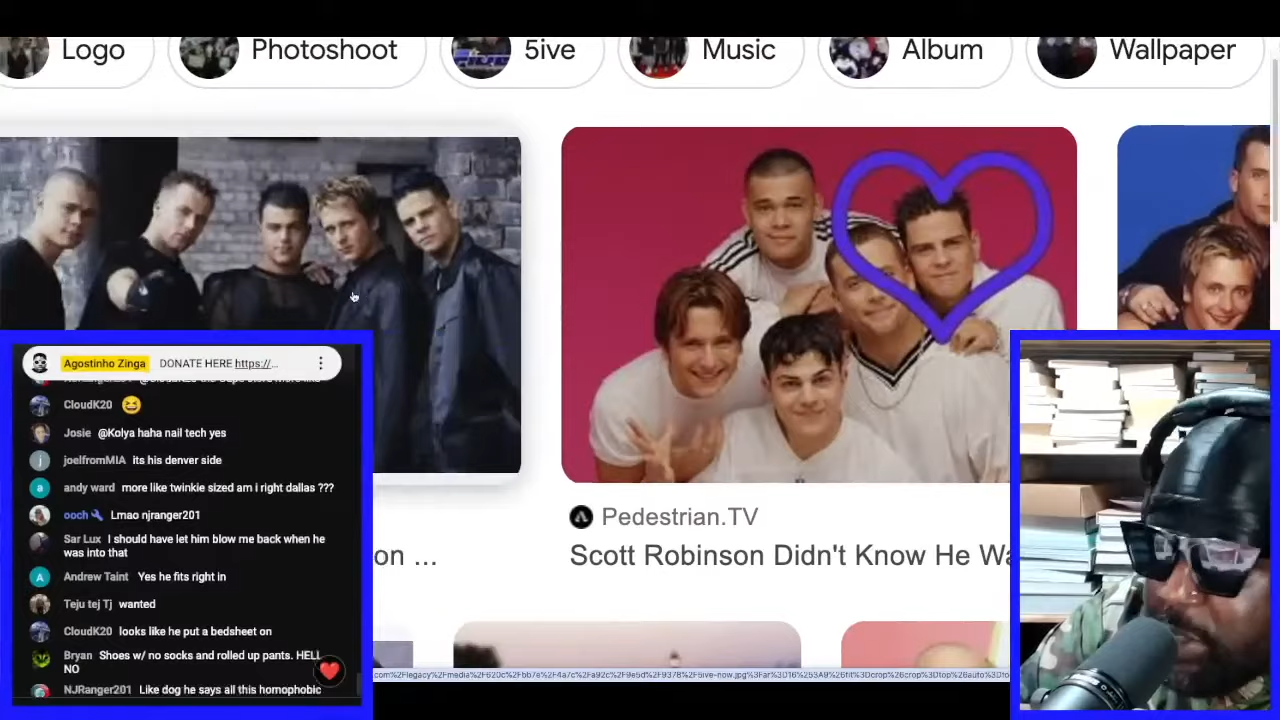 Logo
Photoshoot
5ive
Music
Album
Wallpaper
Pedestrian.TV
on ...
Scott Robinson Didn't Know He Wa
Agostinho Zinga DONATE HERE https://...
CloudK20 😆
Josie @Kolya haha nail tech yes
joelfromMIA its his denver side
andy ward more like twinkie sized am i right dallas ???
ooch Lmao njranger201
Sar Lux I should have let him blow me back when he
was into that
Andrew Taint Yes he fits right in
Teju tej Tj wanted
CloudK20 looks like he put a bedsheet on
Bryan Shoes w/ no socks and rolled up pants. HELL
NO
NJRanger201 Like dog he says all this homophobic